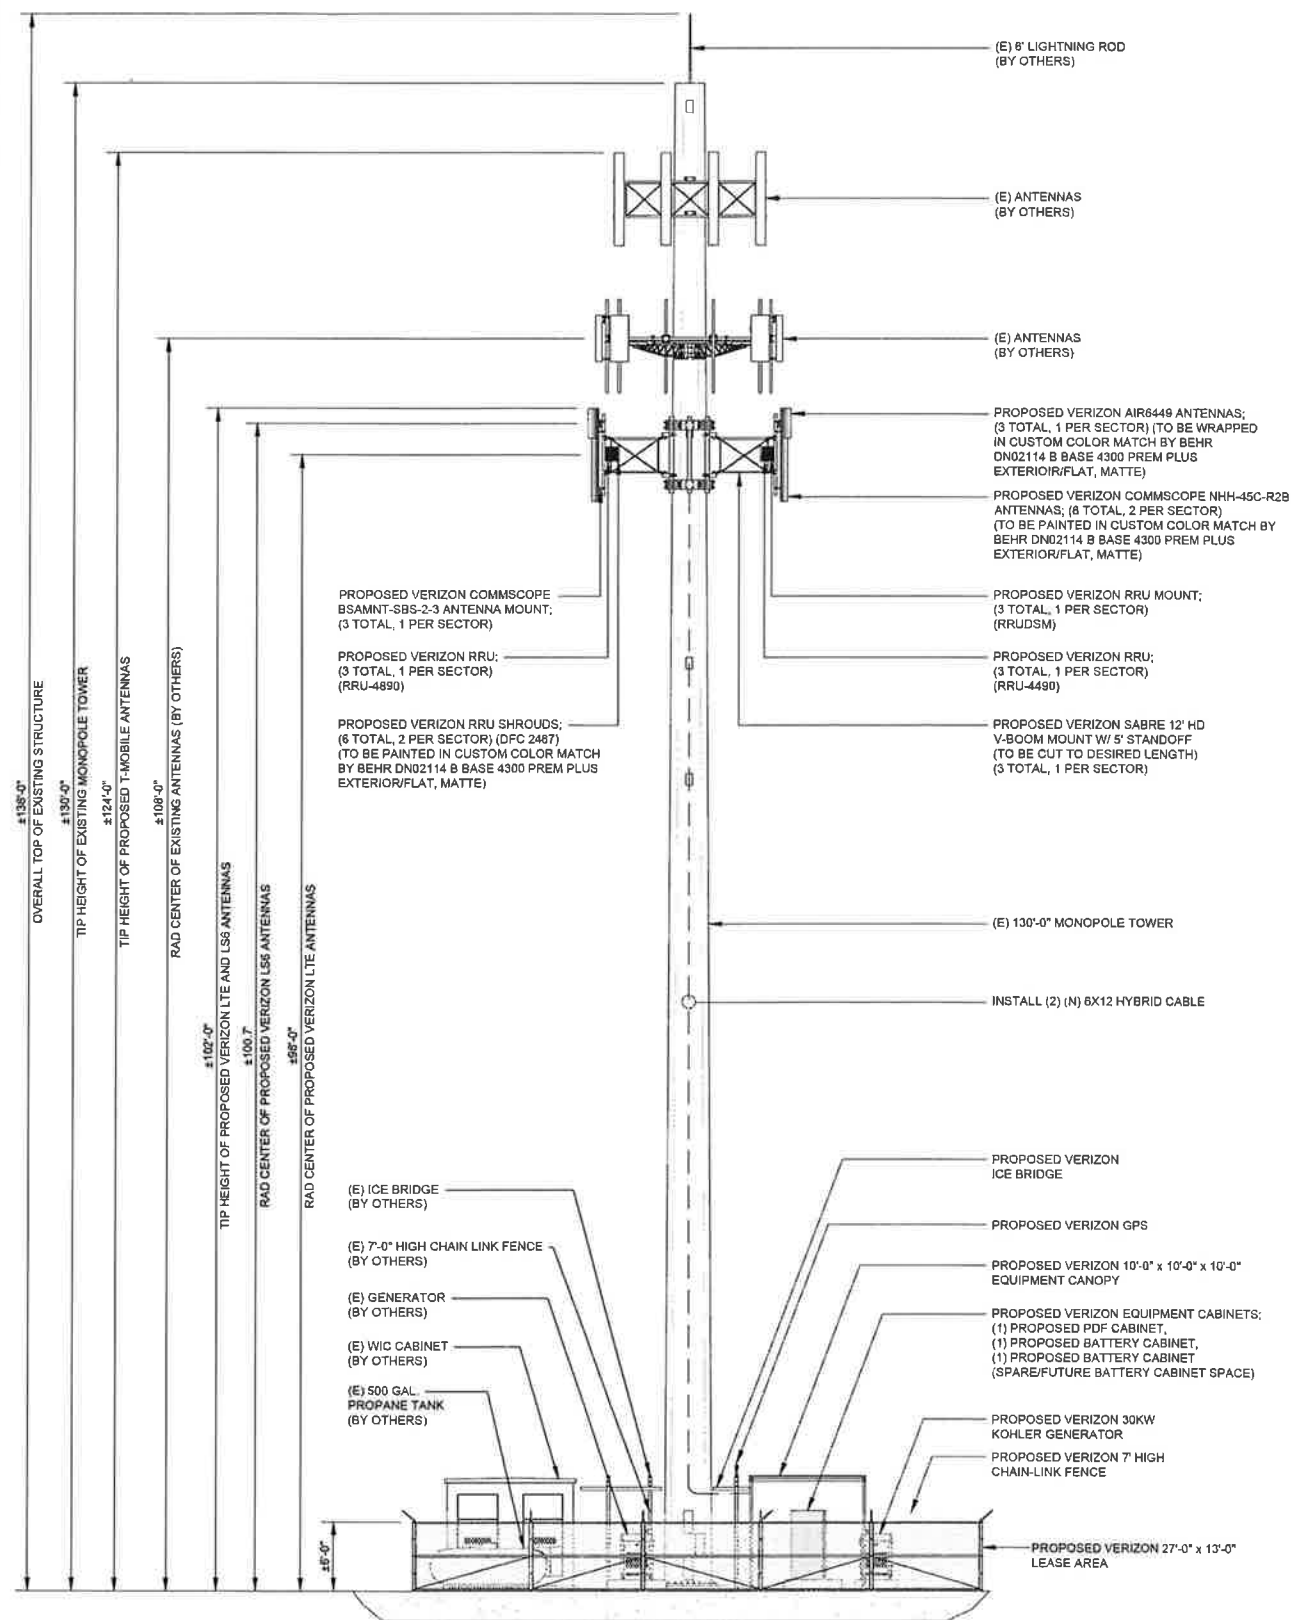 (E) 6' LIGHTNING ROD
(BY OTHERS)
(E) ANTENNAS
(BY OTHERS)
(E) ANTENNAS
(BY OTHERS)
PROPOSED VERIZON AIR6449 ANTENNAS;
(3 TOTAL, 1 PER SECTOR) (TO BE WRAPPED
IN CUSTOM COLOR MATCH BY BEHR
DN02114 B BASE 4300 PREM PLUS
EXTERIOIR/FLAT, MATTE)
PROPOSED VERIZON COMMSCOPE NHH-45C-R2B
ANTENNAS; (6 TOTAL, 2 PER SECTOR)
(TO BE PAINTED IN CUSTOM COLOR MATCH BY
BEHR DN02114 B BASE 4300 PREM PLUS
EXTERIOR/FLAT, MATTE)
PROPOSED VERIZON COMMSCOPE
BSAMNT-SBS-2-3 ANTENNA MOUNT;
(3 TOTAL, 1 PER SECTOR)
PROPOSED VERIZON RRU;
(3 TOTAL, 1 PER SECTOR)
(RRU-4890)
PROPOSED VERIZON RRU SHROUDS;
(6 TOTAL, 2 PER SECTOR) (DFC 2487)
(TO BE PAINTED IN CUSTOM COLOR MATCH
BY BEHR DN02114 B BASE 4300 PREM PLUS
EXTERIOR/FLAT, MATTE)
PROPOSED VERIZON RRU MOUNT;
(3 TOTAL, 1 PER SECTOR)
(RRUDSM)
PROPOSED VERIZON RRU;
(3 TOTAL, 1 PER SECTOR)
(RRU-4490)
PROPOSED VERIZON SABRE 12' HD
V-BOOM MOUNT W/ 5' STANDOFF
(TO BE CUT TO DESIRED LENGTH)
(3 TOTAL, 1 PER SECTOR)
±136'-0"
OVERALL TOP OF EXISTING STRUCTURE
±130'-0"
TIP HEIGHT OF EXISTING MONOPOLE TOWER
±124'-0"
TIP HEIGHT OF PROPOSED T-MOBILE ANTENNAS
±108'-0"
RAD CENTER OF EXISTING ANTENNAS (BY OTHERS)
±102'-0"
TIP HEIGHT OF PROPOSED VERIZON LTE AND LS6 ANTENNAS
±100.7'
RAD CENTER OF PROPOSED VERIZON LS6 ANTENNAS
±98'-0"
RAD CENTER OF PROPOSED VERIZON LTE ANTENNAS
(E) 130'-0" MONOPOLE TOWER
INSTALL (2) (N) 6X12 HYBRID CABLE
PROPOSED VERIZON
ICE BRIDGE
PROPOSED VERIZON GPS
PROPOSED VERIZON 10'-0" x 10'-0" x 10'-0"
EQUIPMENT CANOPY
PROPOSED VERIZON EQUIPMENT CABINETS;
(1) PROPOSED PDF CABINET,
(1) PROPOSED BATTERY CABINET,
(1) PROPOSED BATTERY CABINET
(SPARE/FUTURE BATTERY CABINET SPACE)
PROPOSED VERIZON 30KW
KOHLER GENERATOR
PROPOSED VERIZON 7' HIGH
CHAIN-LINK FENCE
PROPOSED VERIZON 27'-0" x 13'-0"
LEASE AREA
(E) ICE BRIDGE
(BY OTHERS)
(E) 7'-0" HIGH CHAIN LINK FENCE
(BY OTHERS)
(E) GENERATOR
(BY OTHERS)
(E) WIC CABINET
(BY OTHERS)
(E) 500 GAL.
PROPANE TANK
(BY OTHERS)
±6'-0"